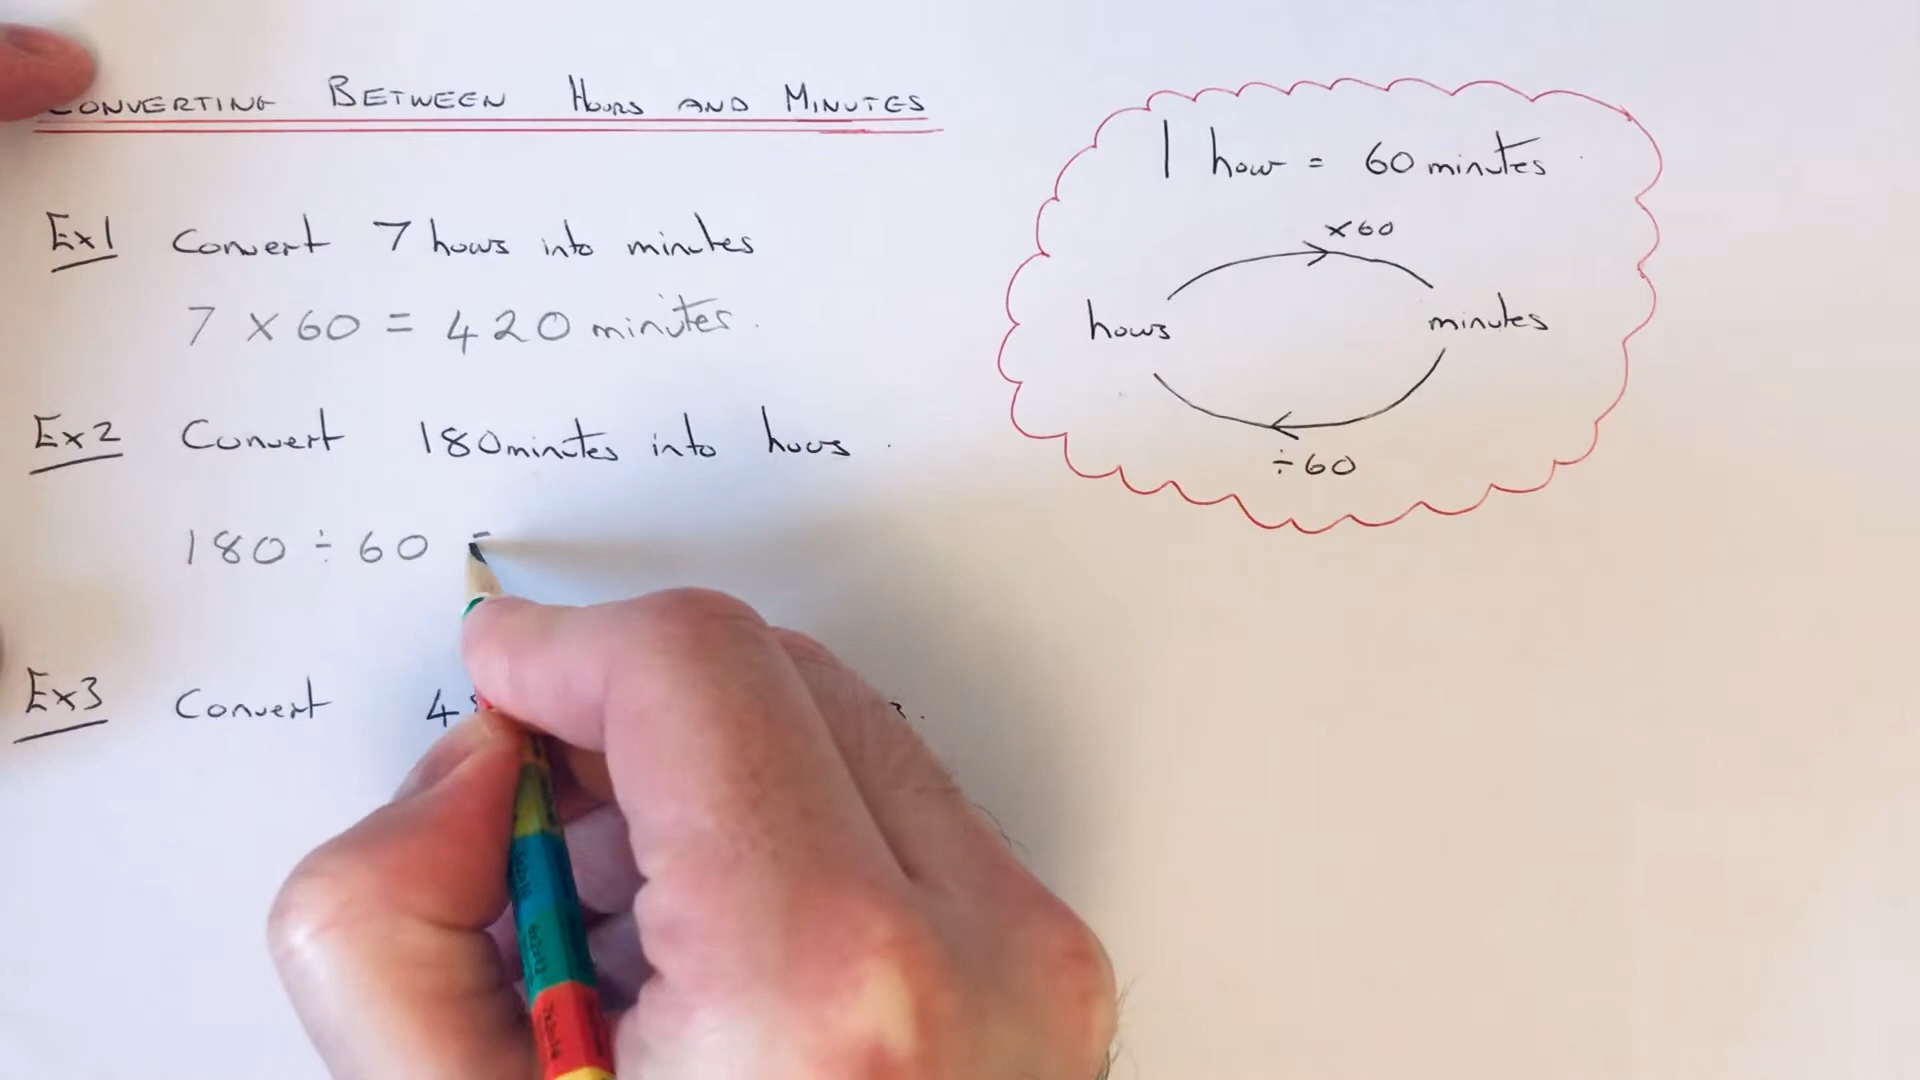 CONVERTING BETWEEN HOURS AND MINUTES
Ex1 Convert 7 hours into minutes
7 × 60 = 420 minutes.
Ex2 Convert 180 minutes into hours.
180 ÷ 60 =
Ex3 Convert
1 hour = 60 minutes
×60
hours minutes
÷60